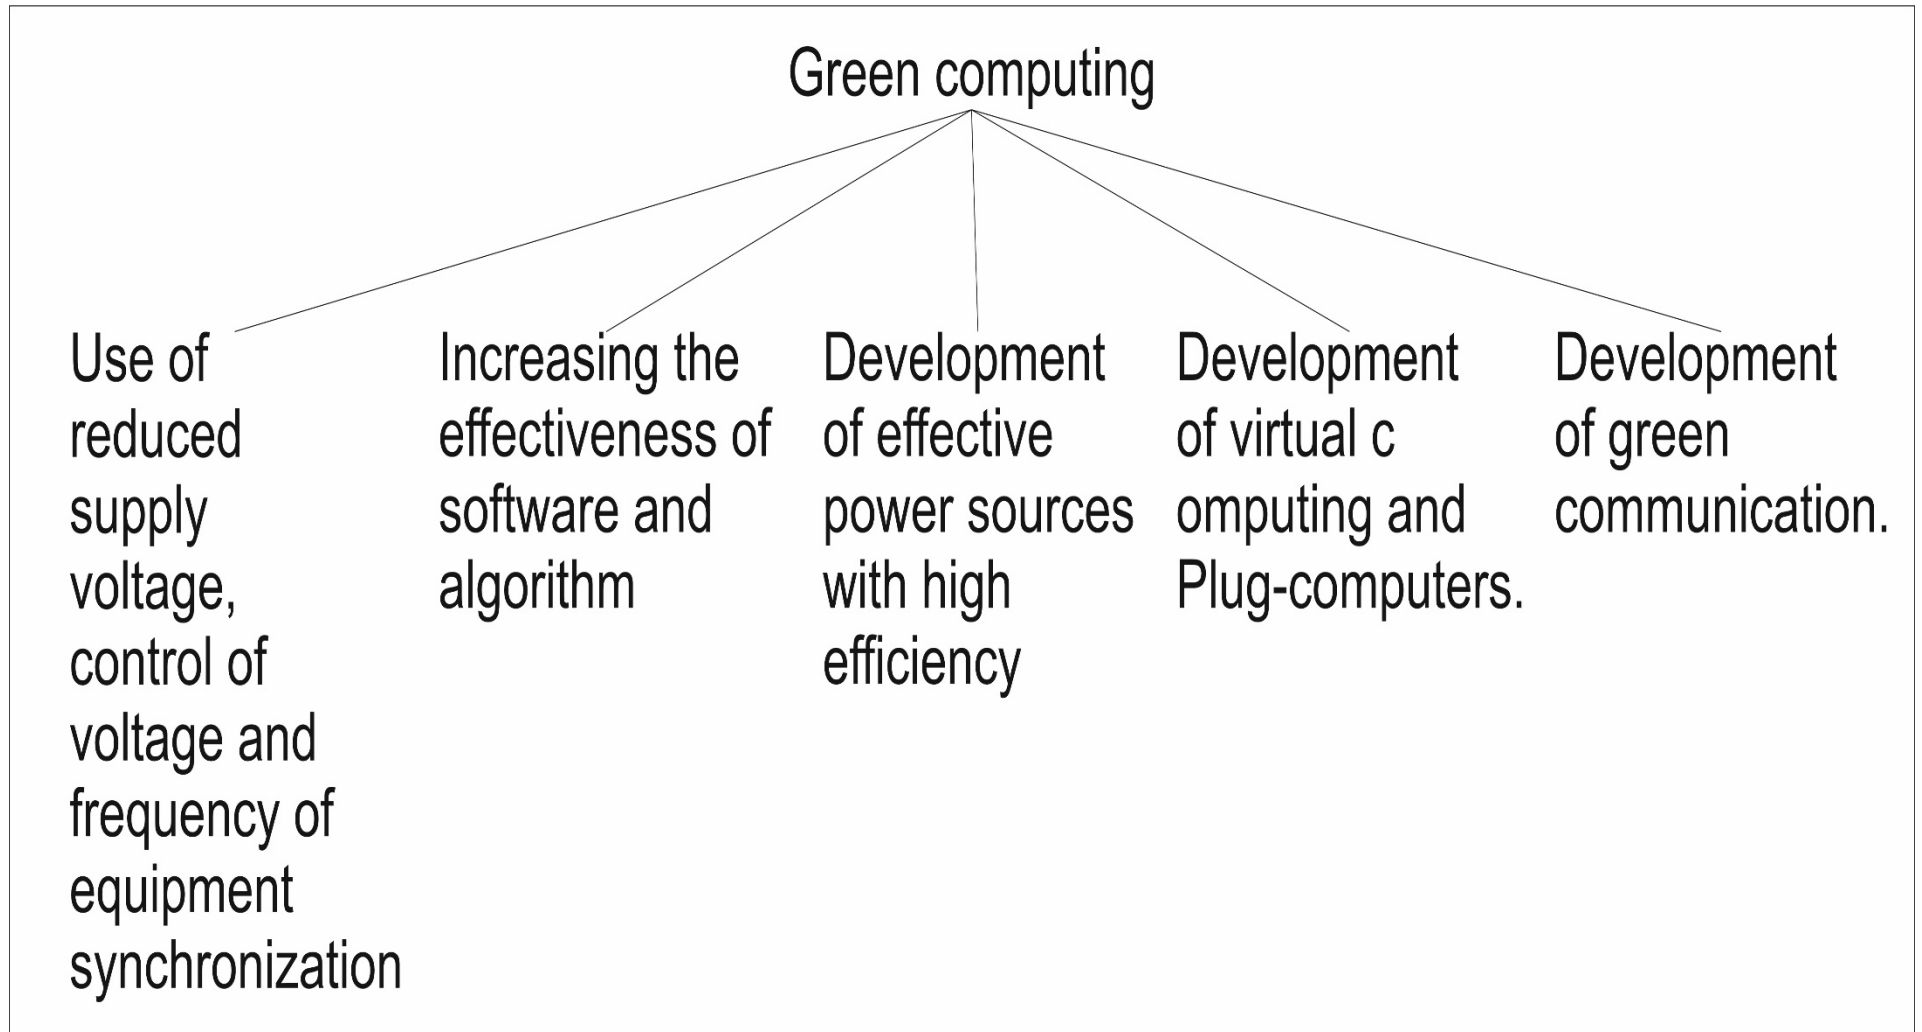 Green computing
Use of
reduced
supply
voltage,
control of
voltage and
frequency of
equipment
synchronization
Increasing the
effectiveness of
software and
algorithm
Development
of effective
power sources
with high
efficiency
Development
of virtual c
omputing and
Plug-computers.
Development
of green
communication.